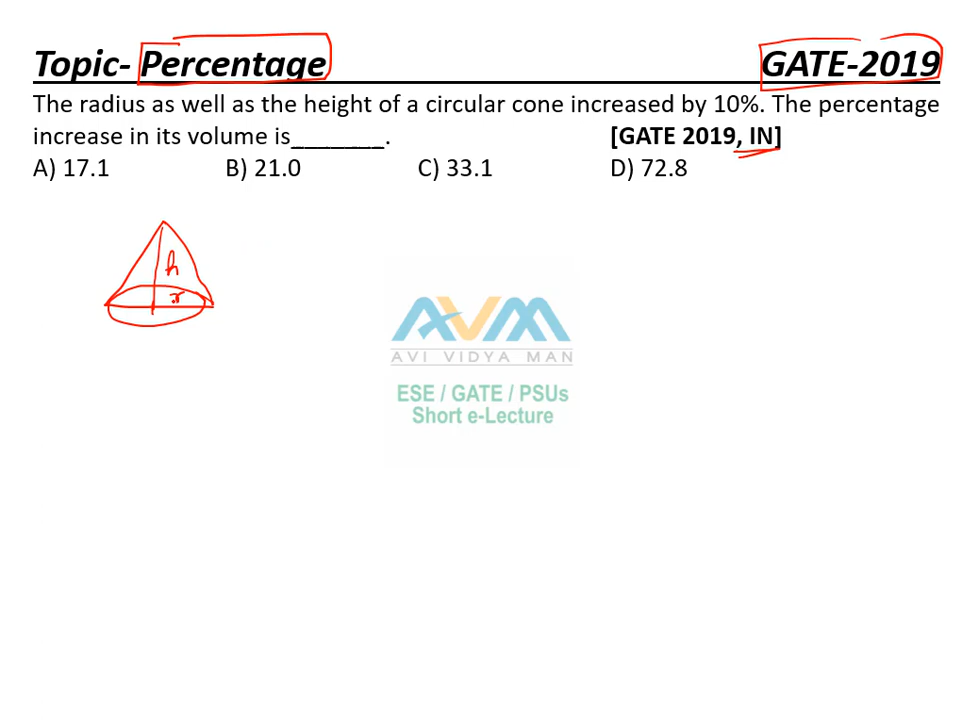 Topic- Percentage GATE-2019
The radius as well as the height of a circular cone increased by 10%. The percentage
increase in its volume is_______. [GATE 2019, IN]
A) 17.1 B) 21.0 C) 33.1 D) 72.8
h
r
AVM
AVI VIDYA MAN
ESE / GATE / PSUs
Short e-Lecture